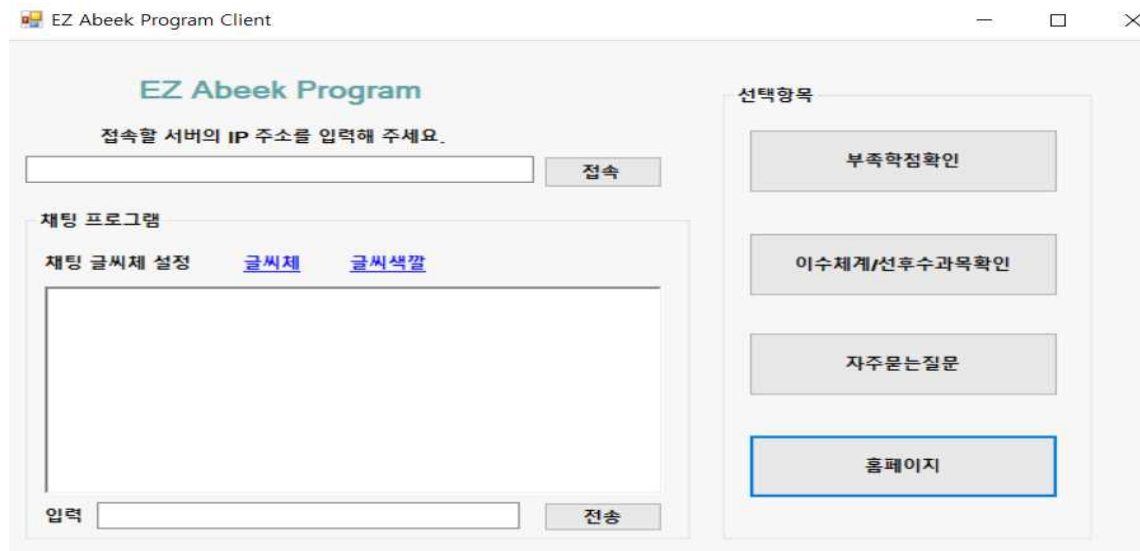 EZ Abeek Program Client
EZ Abeek Program
접속할 서버의 IP 주소를 입력해 주세요.
접속
채팅 프로그램
채팅 글씨체 설정 글씨체 글씨색깔
입력 전송
선택항목
부족학점확인
이수체계/선후수과목확인
자주묻는질문
홈페이지